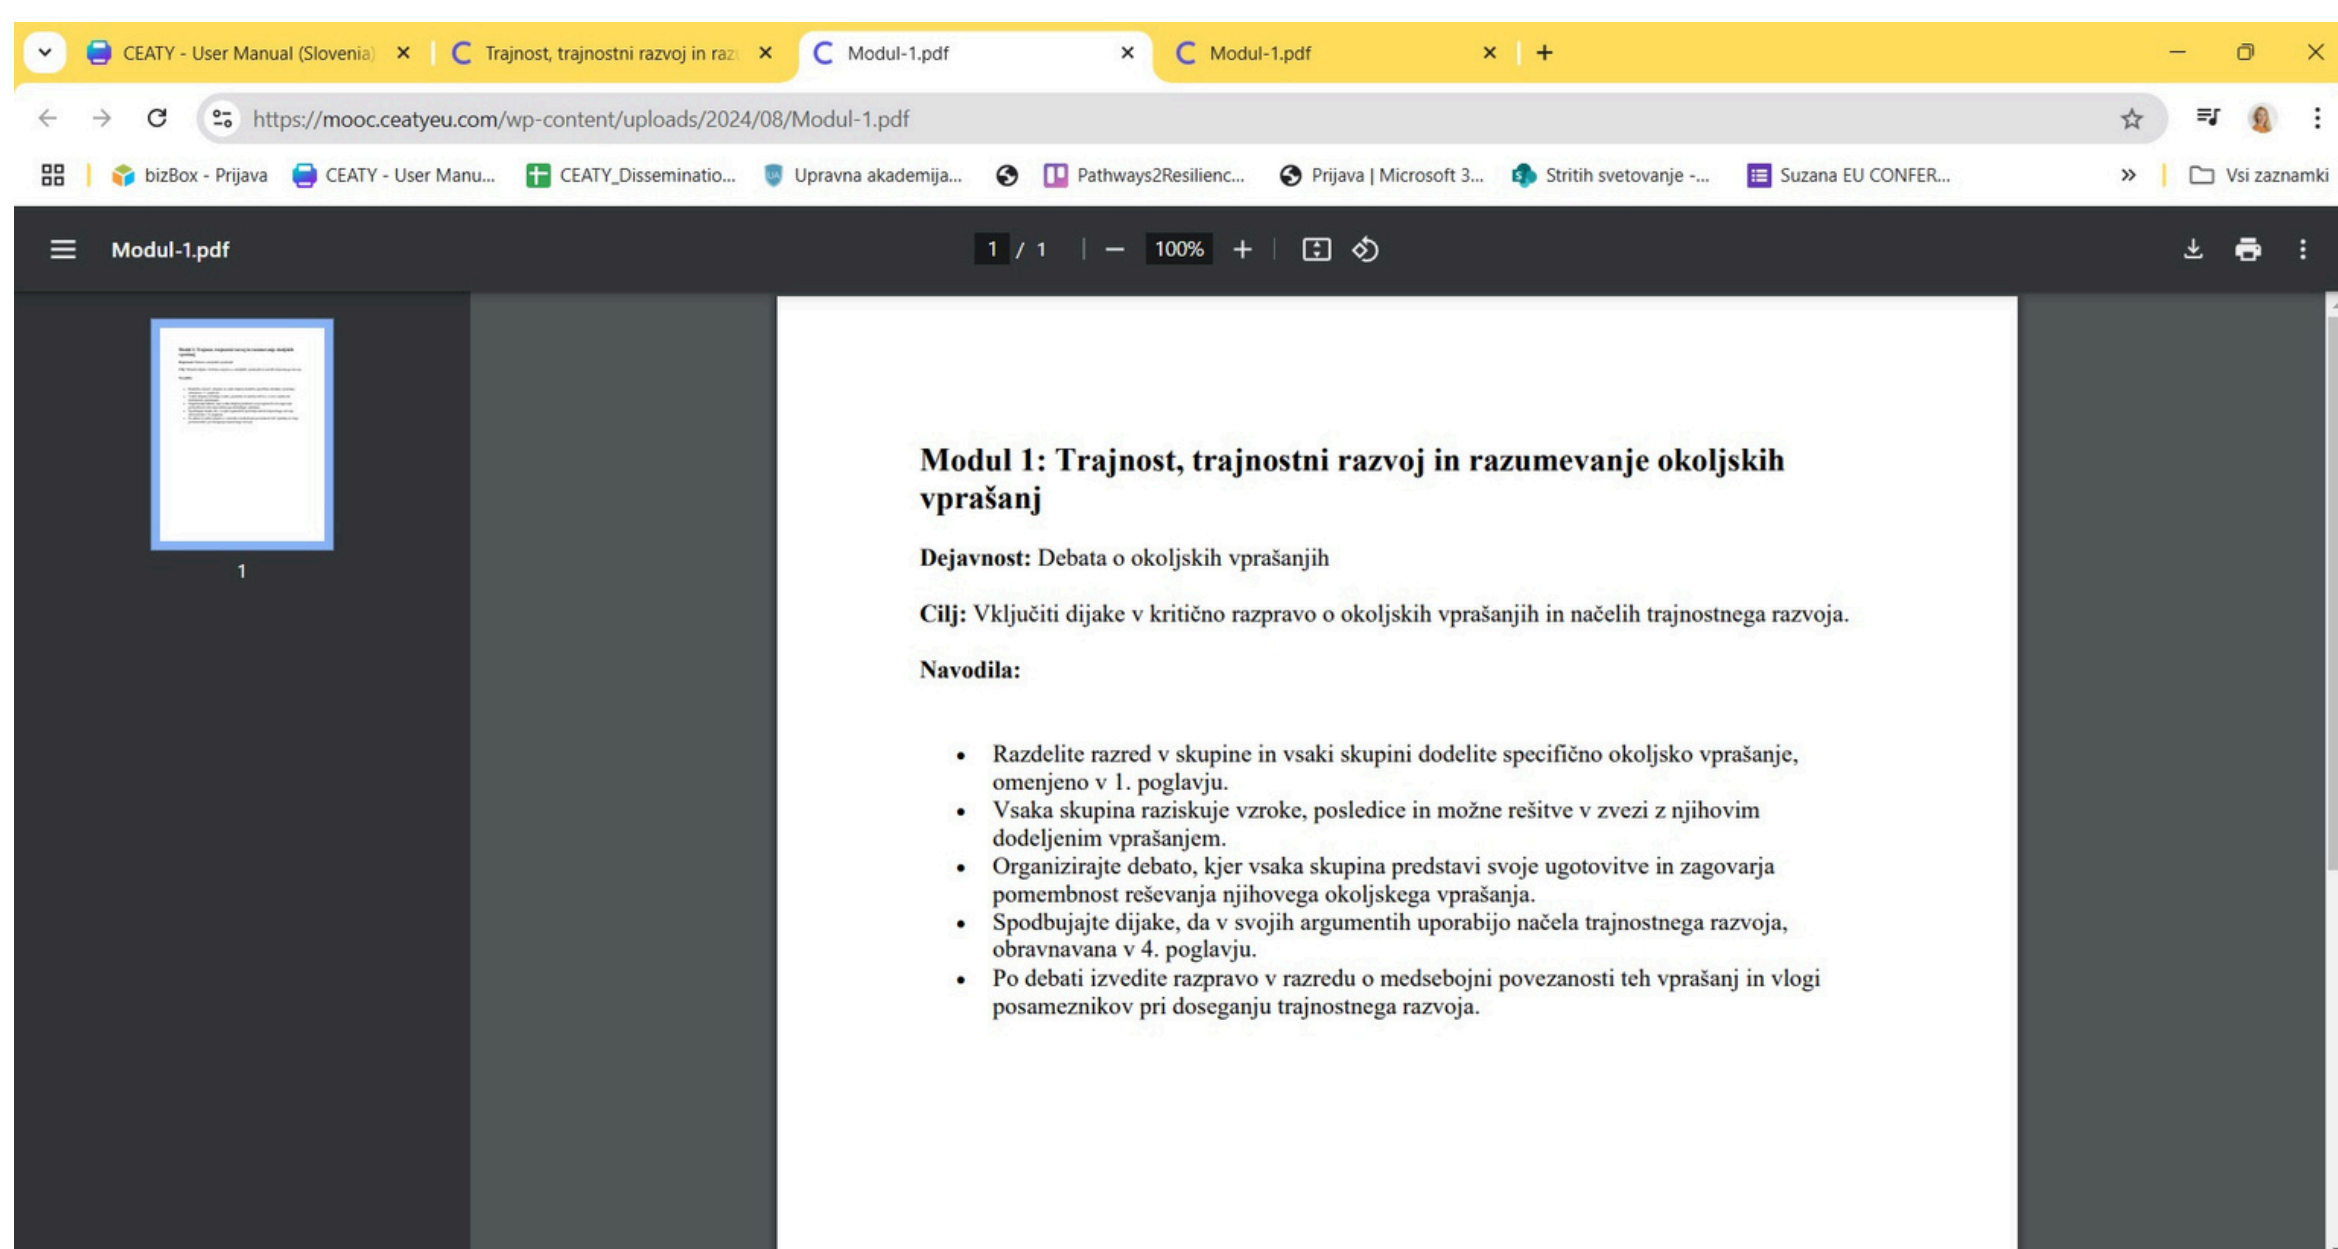 CEATY - User Manual (Slovenia)
Trajnost, trajnostni razvoj in raz
Modul-1.pdf
Modul-1.pdf
https://mooc.ceatyeu.com/wp-content/uploads/2024/08/Modul-1.pdf
bizBox - Prijava
CEATY - User Manu...
CEATY_Disseminatio...
Upravna akademija...
Pathways2Resilienc...
Prijava | Microsoft 3...
Stritih svetovanje -...
Suzana EU CONFER...
Vsi zaznamki
Modul-1.pdf
1 / 1
100%
1
Modul 1: Trajnost, trajnostni razvoj in razumevanje okoljskih
vprašanj
Dejavnost: Debata o okoljskih vprašanjih
Cilj: Vključiti dijake v kritično razpravo o okoljskih vprašanjih in načelih trajnostnega razvoja.
Navodila:
• Razdelite razred v skupine in vsaki skupini dodelite specifično okoljsko vprašanje,
omenjeno v 1. poglavju.
• Vsaka skupina raziskuje vzroke, posledice in možne rešitve v zvezi z njihovim
dodeljenim vprašanjem.
• Organizirajte debato, kjer vsaka skupina predstavi svoje ugotovitve in zagovarja
pomembnost reševanja njihovega okoljskega vprašanja.
• Spodbujajte dijake, da v svojih argumentih uporabijo načela trajnostnega razvoja,
obravnavana v 4. poglavju.
• Po debati izvedite razpravo v razredu o medsebojni povezanosti teh vprašanj in vlogi
posameznikov pri doseganju trajnostnega razvoja.